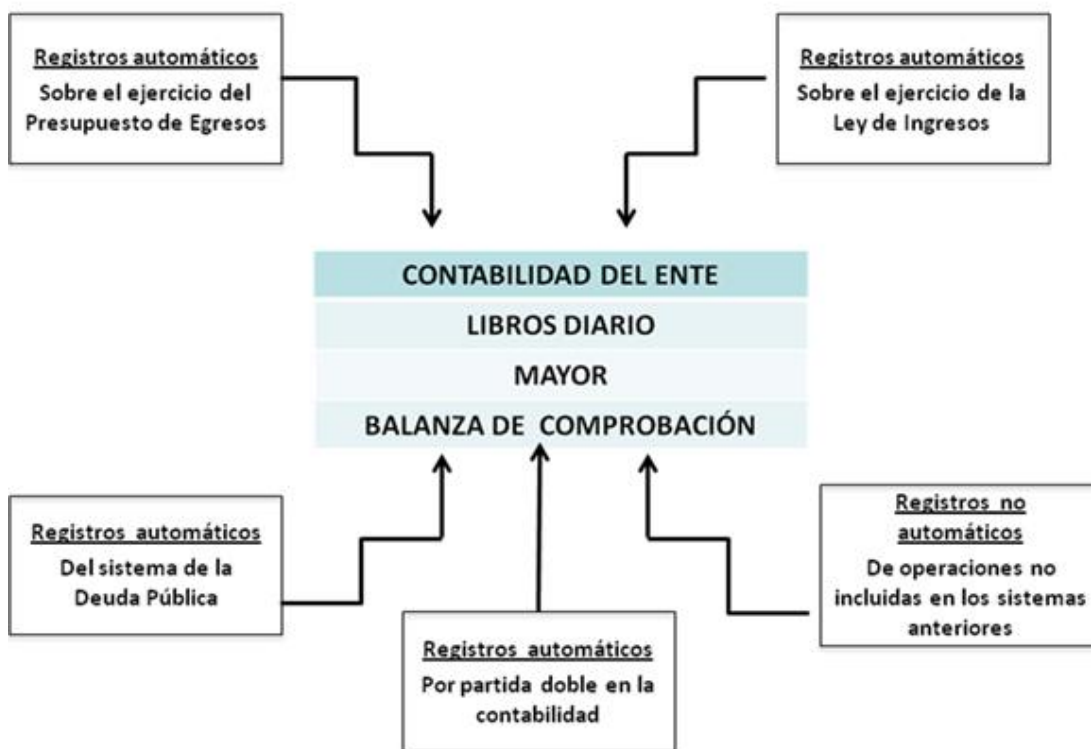 Registros automáticos
Sobre el ejercicio del
Presupuesto de Egresos
Registros automáticos
Sobre el ejercicio de la
Ley de Ingresos
CONTABILIDAD DEL ENTE
LIBROS DIARIO
MAYOR
BALANZA DE COMPROBACIÓN
Registros automáticos
Del sistema de la
Deuda Pública
Registros automáticos
Por partida doble en la
contabilidad
Registros no
automáticos
De operaciones no
incluidas en los sistemas
anteriores